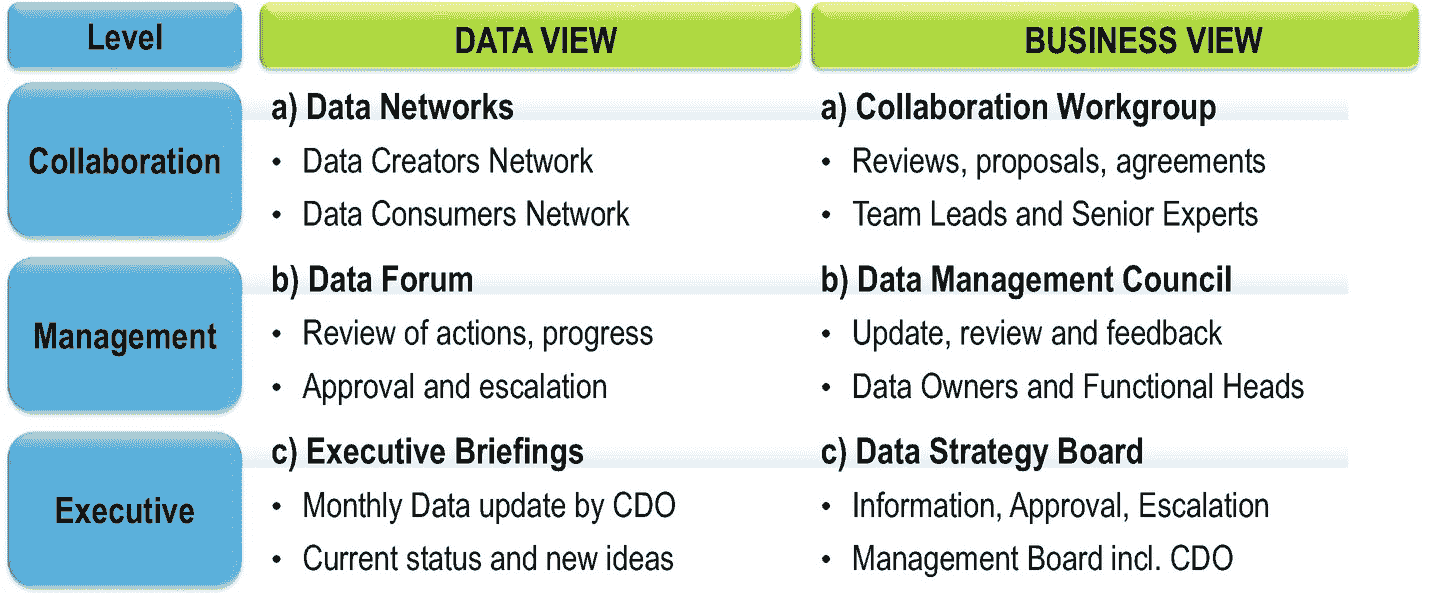 Level
DATA VIEW
BUSINESS VIEW
Collaboration
a) Data Networks
• Data Creators Network
• Data Consumers Network
a) Collaboration Workgroup
• Reviews, proposals, agreements
• Team Leads and Senior Experts
Management
b) Data Forum
• Review of actions, progress
• Approval and escalation
b) Data Management Council
• Update, review and feedback
• Data Owners and Functional Heads
Executive
c) Executive Briefings
• Monthly Data update by CDO
• Current status and new ideas
c) Data Strategy Board
• Information, Approval, Escalation
• Management Board incl. CDO